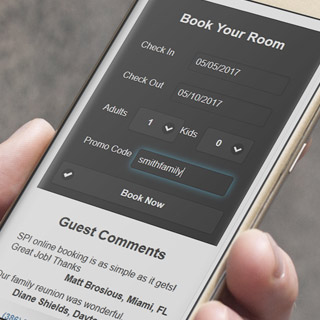 Book Your Room
Check In 05/05/2017
Check Out 05/10/2017
Adults 1 Kids 0
Promo Code smithfamily
Book Now
Guest Comments
SPI online booking is as simple as it gets!
Great Job! Thanks
Matt Brosious, Miami, FL
Our family reunion was wonderful
Diane Shields,